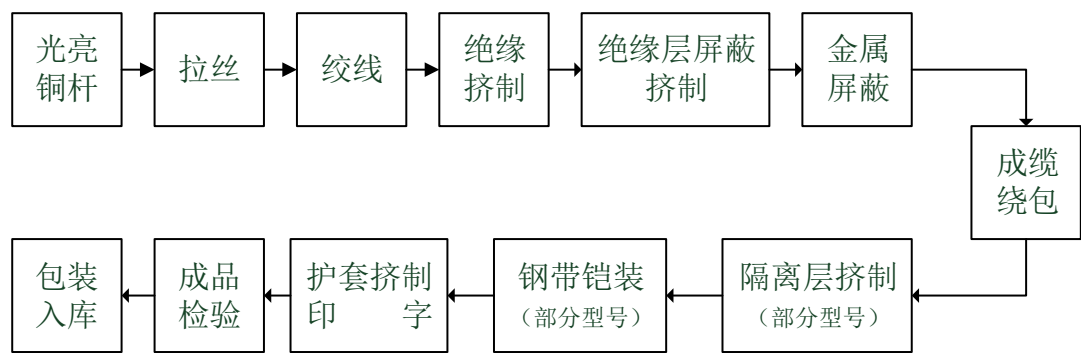 光亮
铜杆
拉丝
绞线
绝缘
挤制
绝缘层屏蔽
挤制
金属
屏蔽
成缆
绕包
隔离层挤制
（部分型号）
钢带铠装
（部分型号）
护套挤制
印 字
成品
检验
包装
入库